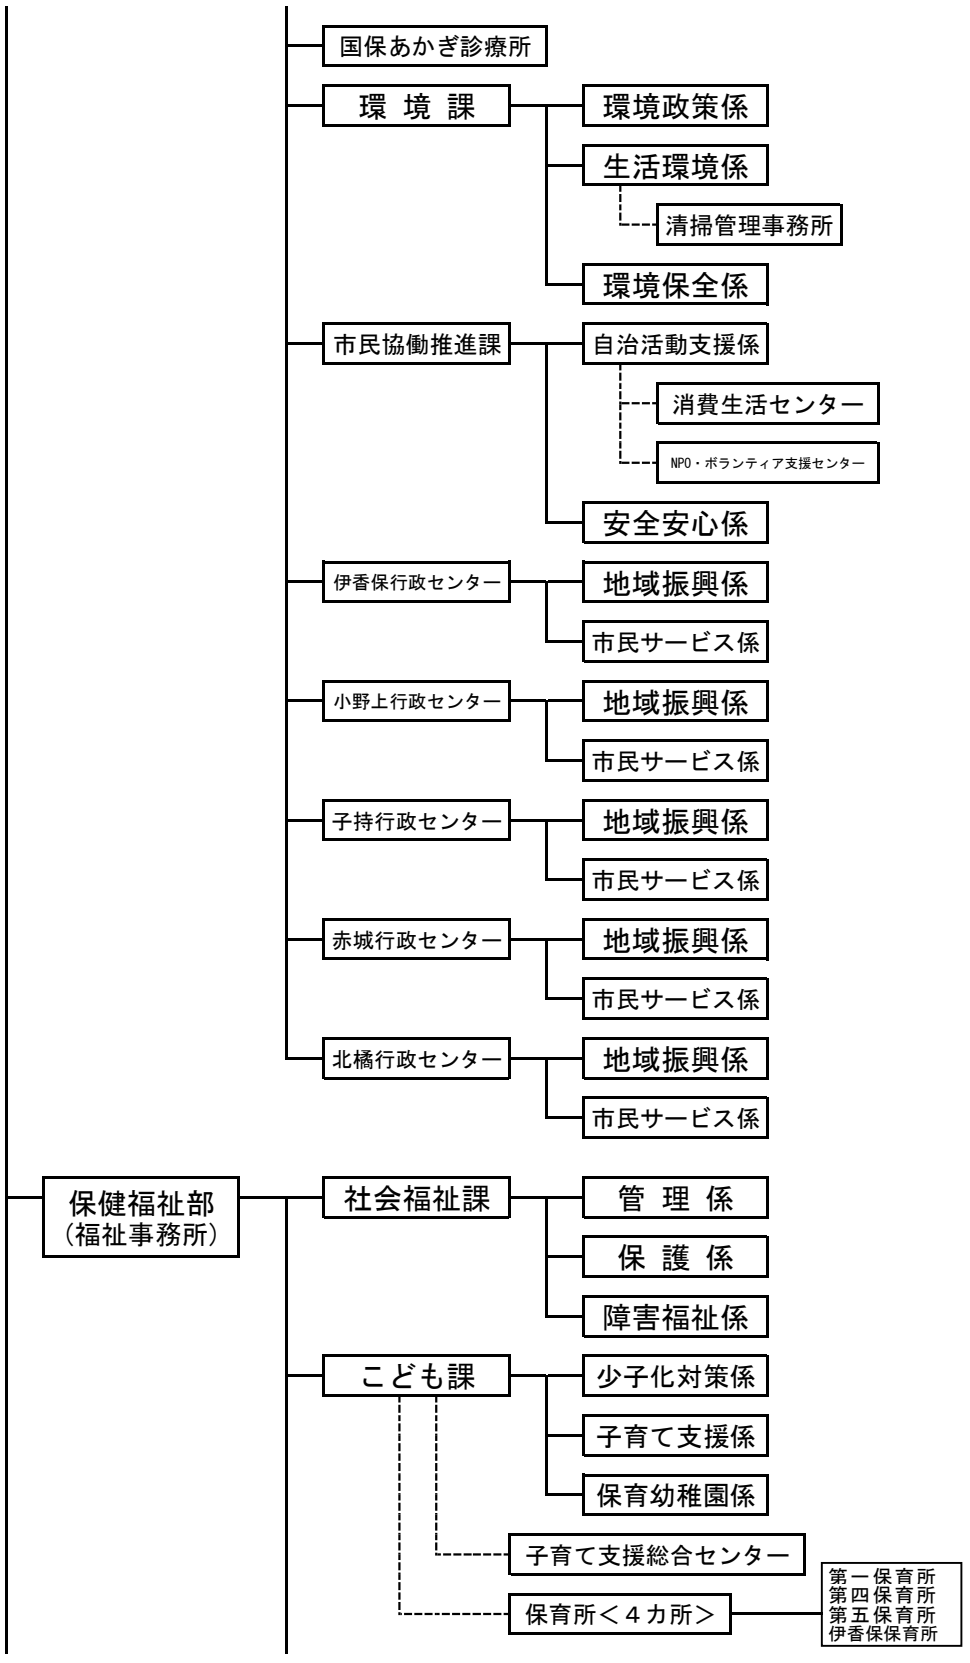 国保あかぎ診療所
環 境 課
環境政策係
生活環境係
清掃管理事務所
環境保全係
市民協働推進課
自治活動支援係
消費生活センター
NPO・ボランティア支援センター
安全安心係
伊香保行政センター
地域振興係
市民サービス係
小野上行政センター
地域振興係
市民サービス係
子持行政センター
地域振興係
市民サービス係
赤城行政センター
地域振興係
市民サービス係
北橘行政センター
地域振興係
市民サービス係
保健福祉部
（福祉事務所）
社会福祉課
管 理 係
保 護 係
障害福祉係
こども課
少子化対策係
子育て支援係
保育幼稚園係
子育て支援総合センター
保育所＜４カ所＞
第一保育所
第四保育所
第五保育所
伊香保保育所